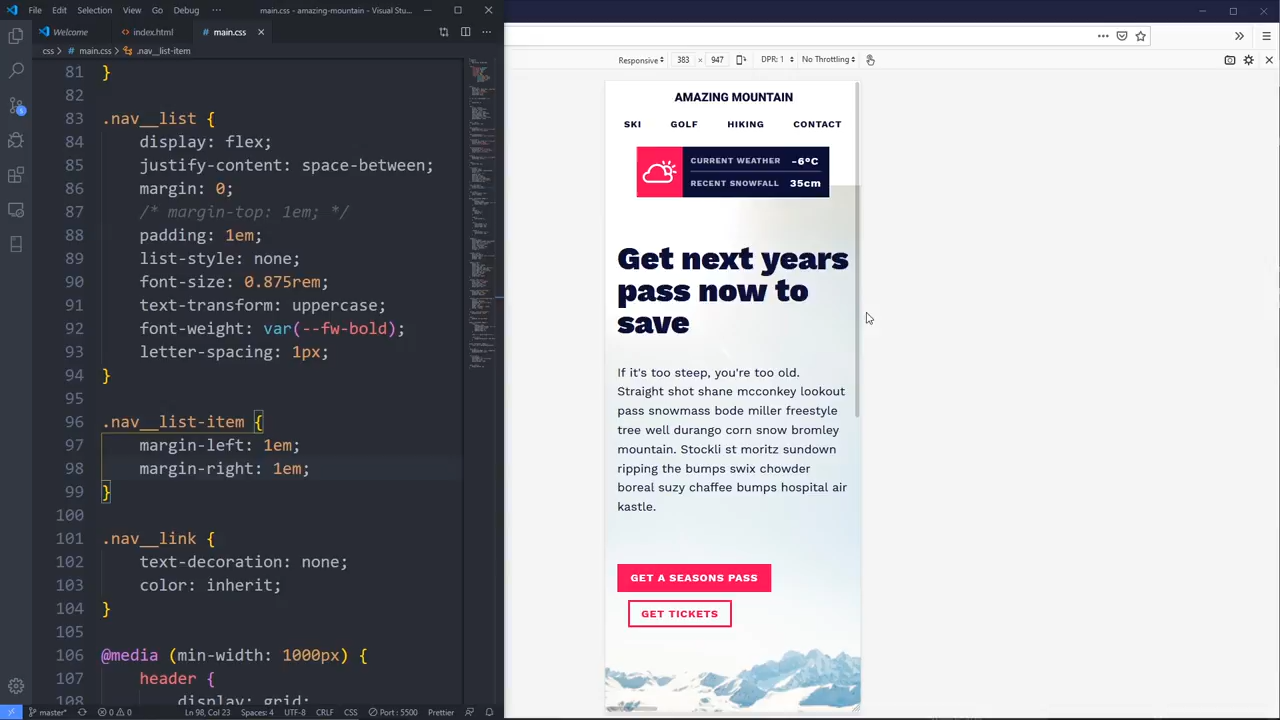 File Edit Selection View Go Debug ··· main.css - amazing-mountain - Visual Stu...
Welcome index.html main.css
css > main.css > .nav__list-item
81 }
82
83 .nav__list {
84 display: flex;
85 justify-content: space-between;
86 margin: 0;
87 /* margin-top: 1em; */
88 padding: 1em;
89 list-style: none;
90 font-size: 0.875rem;
91 text-transform: uppercase;
92 font-weight: var(--fw-bold);
93 letter-spacing: 1px;
94 }
95
96 .nav__list-item {
97 margin-left: 1em;
98 margin-right: 1em;
99 }
100
101 .nav__link {
102 text-decoration: none;
103 color: inherit;
104 }
105
106 @media (min-width: 1000px) {
107 header {
108 display: grid;
master* 0 0 Ln 98, Col 23 Spaces: 4 UTF-8 CRLF CSS Port : 5500 Prettier
Responsive 383 × 947 DPR: 1 No Throttling
AMAZING MOUNTAIN
SKI GOLF HIKING CONTACT
CURRENT WEATHER -6°C
RECENT SNOWFALL 35cm
Get next years
pass now to
save
If it's too steep, you're too old.
Straight shot shane mcconkey lookout
pass snowmass bode miller freestyle
tree well durango corn snow bromley
mountain. Stockli st moritz sundown
ripping the bumps swix chowder
boreal suzy chaffee bumps hospital air
kastle.
GET A SEASONS PASS
GET TICKETS